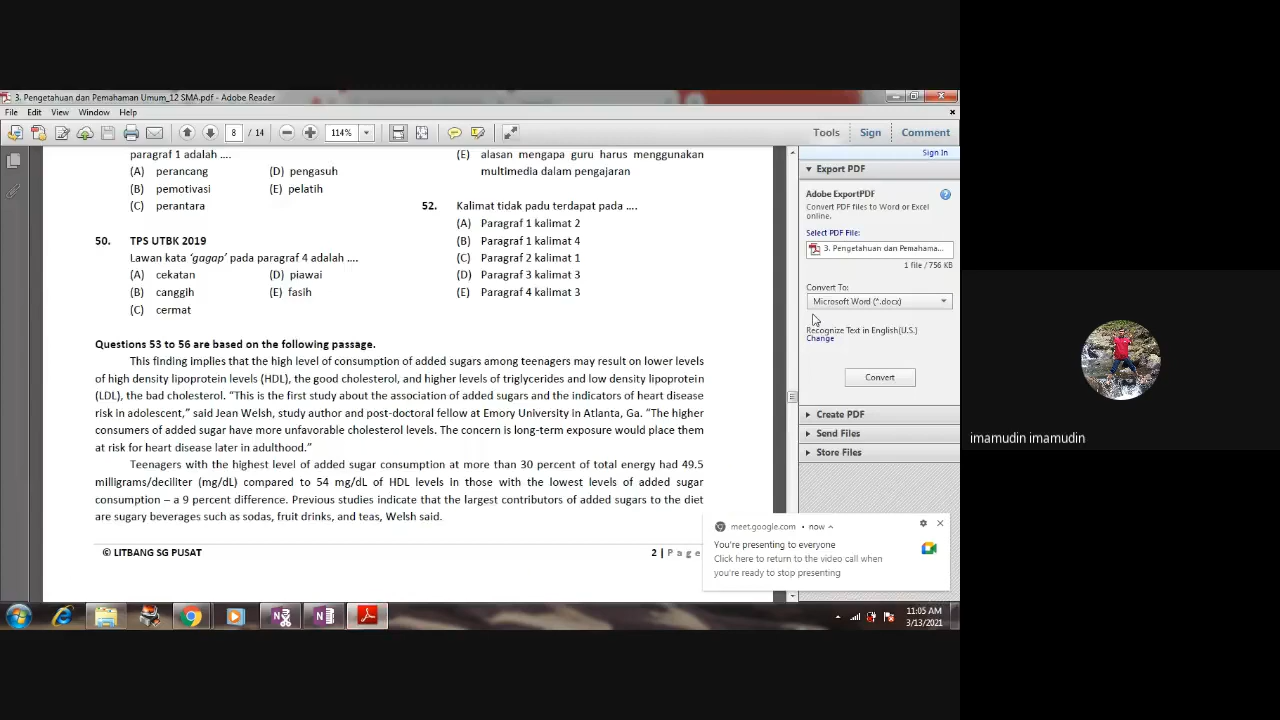 3. Pengetahuan dan Pemahaman Umum_12 SMA.pdf - Adobe Reader
File Edit View Window Help
8 / 14 114% Tools Sign Comment
Sign In
paragraf 1 adalah ....
(A) perancang (D) pengasuh
(B) pemotivasi (E) pelatih
(C) perantara
50. TPS UTBK 2019
Lawan kata ‘gagap’ pada paragraf 4 adalah ....
(A) cekatan (D) piawai
(B) canggih (E) fasih
(C) cermat
(E) alasan mengapa guru harus menggunakan
multimedia dalam pengajaran
52. Kalimat tidak padu terdapat pada ....
(A) Paragraf 1 kalimat 2
(B) Paragraf 1 kalimat 4
(C) Paragraf 2 kalimat 1
(D) Paragraf 3 kalimat 3
(E) Paragraf 4 kalimat 3
Questions 53 to 56 are based on the following passage.
This finding implies that the high level of consumption of added sugars among teenagers may result on lower levels
of high density lipoprotein levels (HDL), the good cholesterol, and higher levels of triglycerides and low density lipoprotein
(LDL), the bad cholesterol. “This is the first study about the association of added sugars and the indicators of heart disease
risk in adolescent,” said Jean Welsh, study author and post-doctoral fellow at Emory University in Atlanta, Ga. “The higher
consumers of added sugar have more unfavorable cholesterol levels. The concern is long-term exposure would place them
at risk for heart disease later in adulthood.”
Teenagers with the highest level of added sugar consumption at more than 30 percent of total energy had 49.5
milligrams/deciliter (mg/dL) compared to 54 mg/dL of HDL levels in those with the lowest levels of added sugar
consumption – a 9 percent difference. Previous studies indicate that the largest contributors of added sugars to the diet
are sugary beverages such as sodas, fruit drinks, and teas, Welsh said.
© LITBANG SG PUSAT 2 | Page
Export PDF
Adobe ExportPDF
Convert PDF files to Word or Excel
online.
Select PDF File:
3. Pengetahuan dan Pemahama...
1 file / 756 KB
Convert To:
Microsoft Word (*.docx)
Recognize Text in English(U.S.)
Change
Convert
Create PDF
Send Files
Store Files
meet.google.com • now
You're presenting to everyone
Click here to return to the video call when
you're ready to stop presenting
11:05 AM
3/13/2021
imamudin imamudin